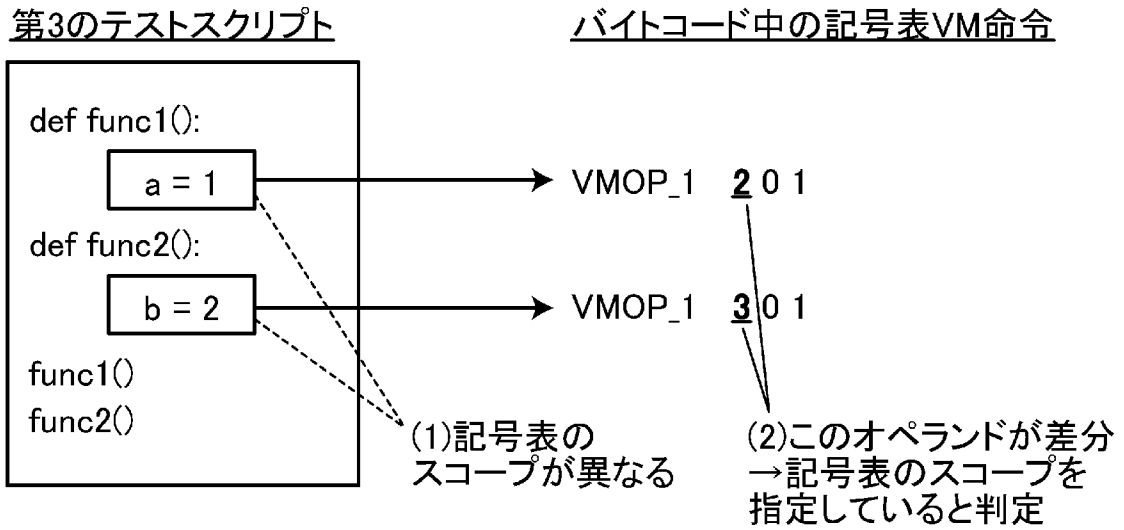 第3のテストスクリプト
バイトコード中の記号表VM命令
def func1():
a = 1
VMOP_1 2 0 1
def func2():
b = 2
VMOP_1 3 0 1
func1()
func2()
(1)記号表の
スコープが異なる
(2)このオペランドが差分
→記号表のスコープを
指定していると判定